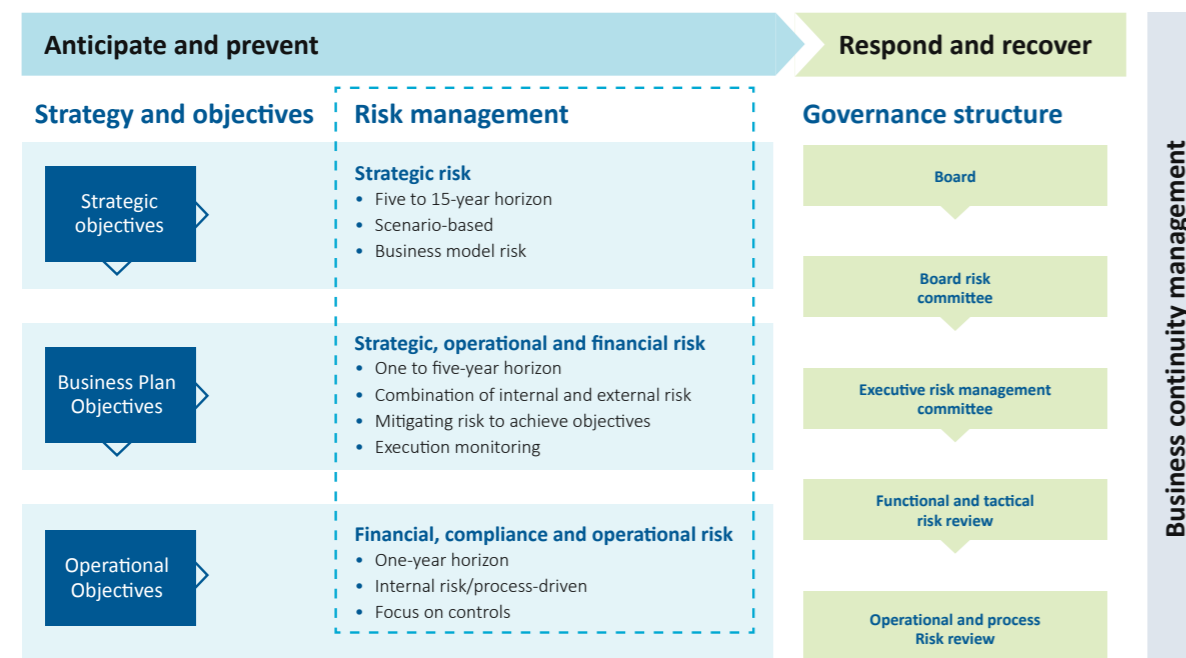 Anticipate and prevent
Respond and recover
Strategy and objectives
Risk management
Governance structure
Strategic
objectives
Strategic risk
• Five to 15-year horizon
• Scenario-based
• Business model risk
Business Plan
Objectives
Strategic, operational and financial risk
• One to five-year horizon
• Combination of internal and external risk
• Mitigating risk to achieve objectives
• Execution monitoring
Operational
Objectives
Financial, compliance and operational risk
• One-year horizon
• Internal risk/process-driven
• Focus on controls
Board
Board risk
committee
Executive risk management
committee
Functional and tactical
risk review
Operational and process
Risk review
Business continuity management